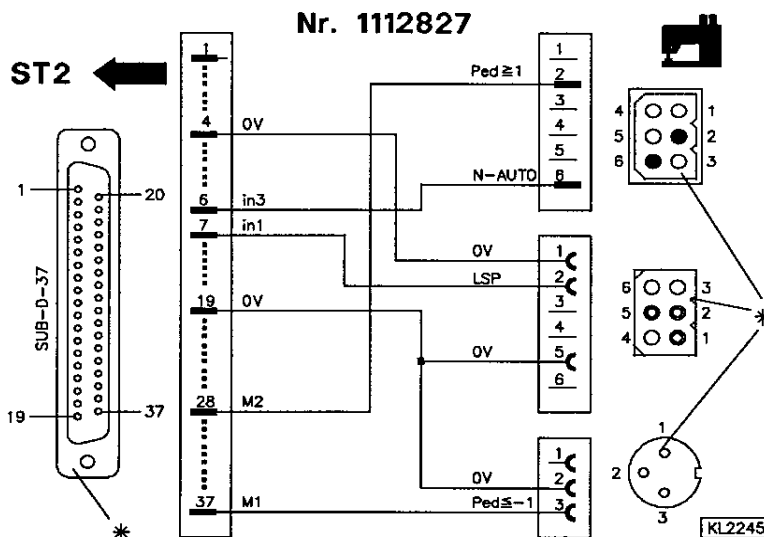 Nr. 1112827
ST2
SUB-D-37
1
20
19
37
1
4
6
7
19
28
37
0V
in3
in1
0V
M2
M1
Ped≧1
N-AUTO
0V
LSP
0V
0V
Ped≦-1
1
2
3
4
5
6
1
2
3
4
5
6
1
2
3
4 1
5 2
6 3
6 3
5 2
4 1
1
2
3
*
*
KL2245